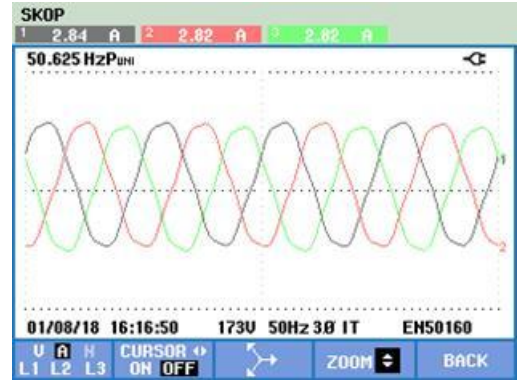 SKOP
1 2.84 A 2 2.82 A 3 2.82 A
50.625 HzPUNI
1
2
01/08/18 16:16:50 173V 50Hz 3Ø IT EN50160
V A N CURSOR ZOOM BACK
L1 L2 L3 ON OFF